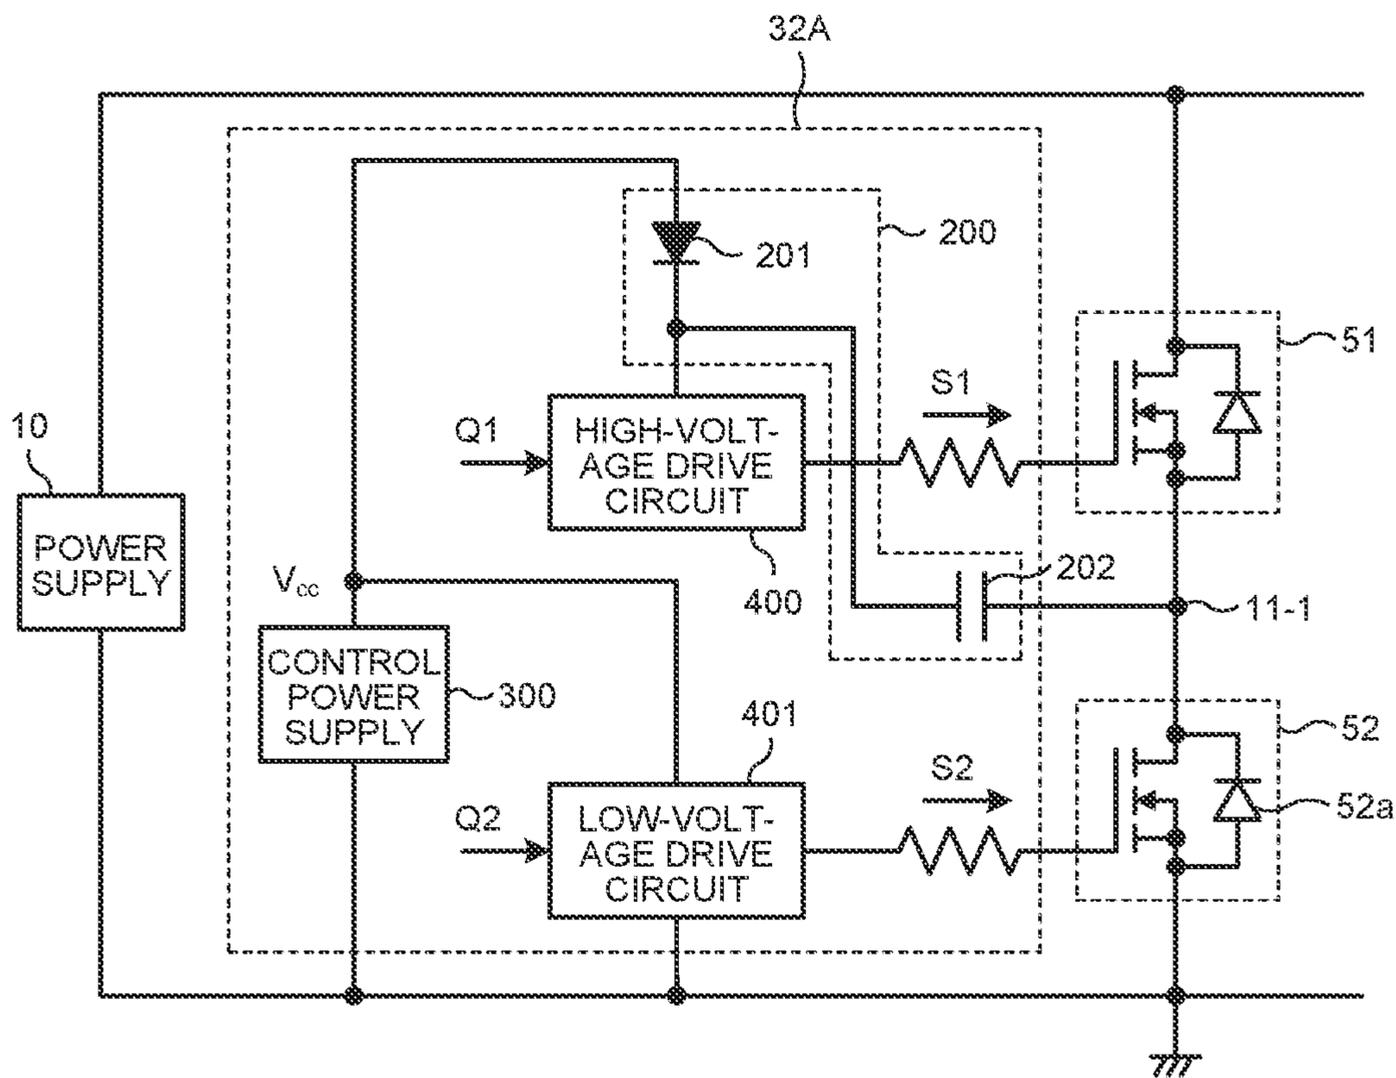 32A
200
201
51
10
S1
Q1
HIGH-VOLT-
AGE DRIVE
CIRCUIT
POWER
SUPPLY
Vcc
400
202
11-1
CONTROL
POWER
SUPPLY
300
401
52
S2
52a
Q2
LOW-VOLT-
AGE DRIVE
CIRCUIT